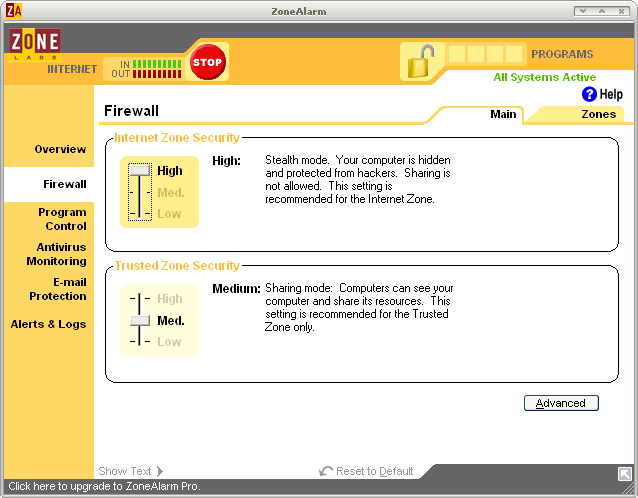 ZA ZoneAlarm
ZONE
LABS
INTERNET
IN
OUT
STOP
PROGRAMS
All Systems Active
? Help
Firewall
Main
Zones
Overview
Firewall
Program
Control
Antivirus
Monitoring
E-mail
Protection
Alerts & Logs
Internet Zone Security
High
Med.
Low
High: Stealth mode. Your computer is hidden
and protected from hackers. Sharing is
not allowed. This setting is
recommended for the Internet Zone.
Trusted Zone Security
High
Med.
Low
Medium: Sharing mode: Computers can see your
computer and share its resources. This
setting is recommended for the Trusted
Zone only.
Advanced
Show Text
Reset to Default
Click here to upgrade to ZoneAlarm Pro.